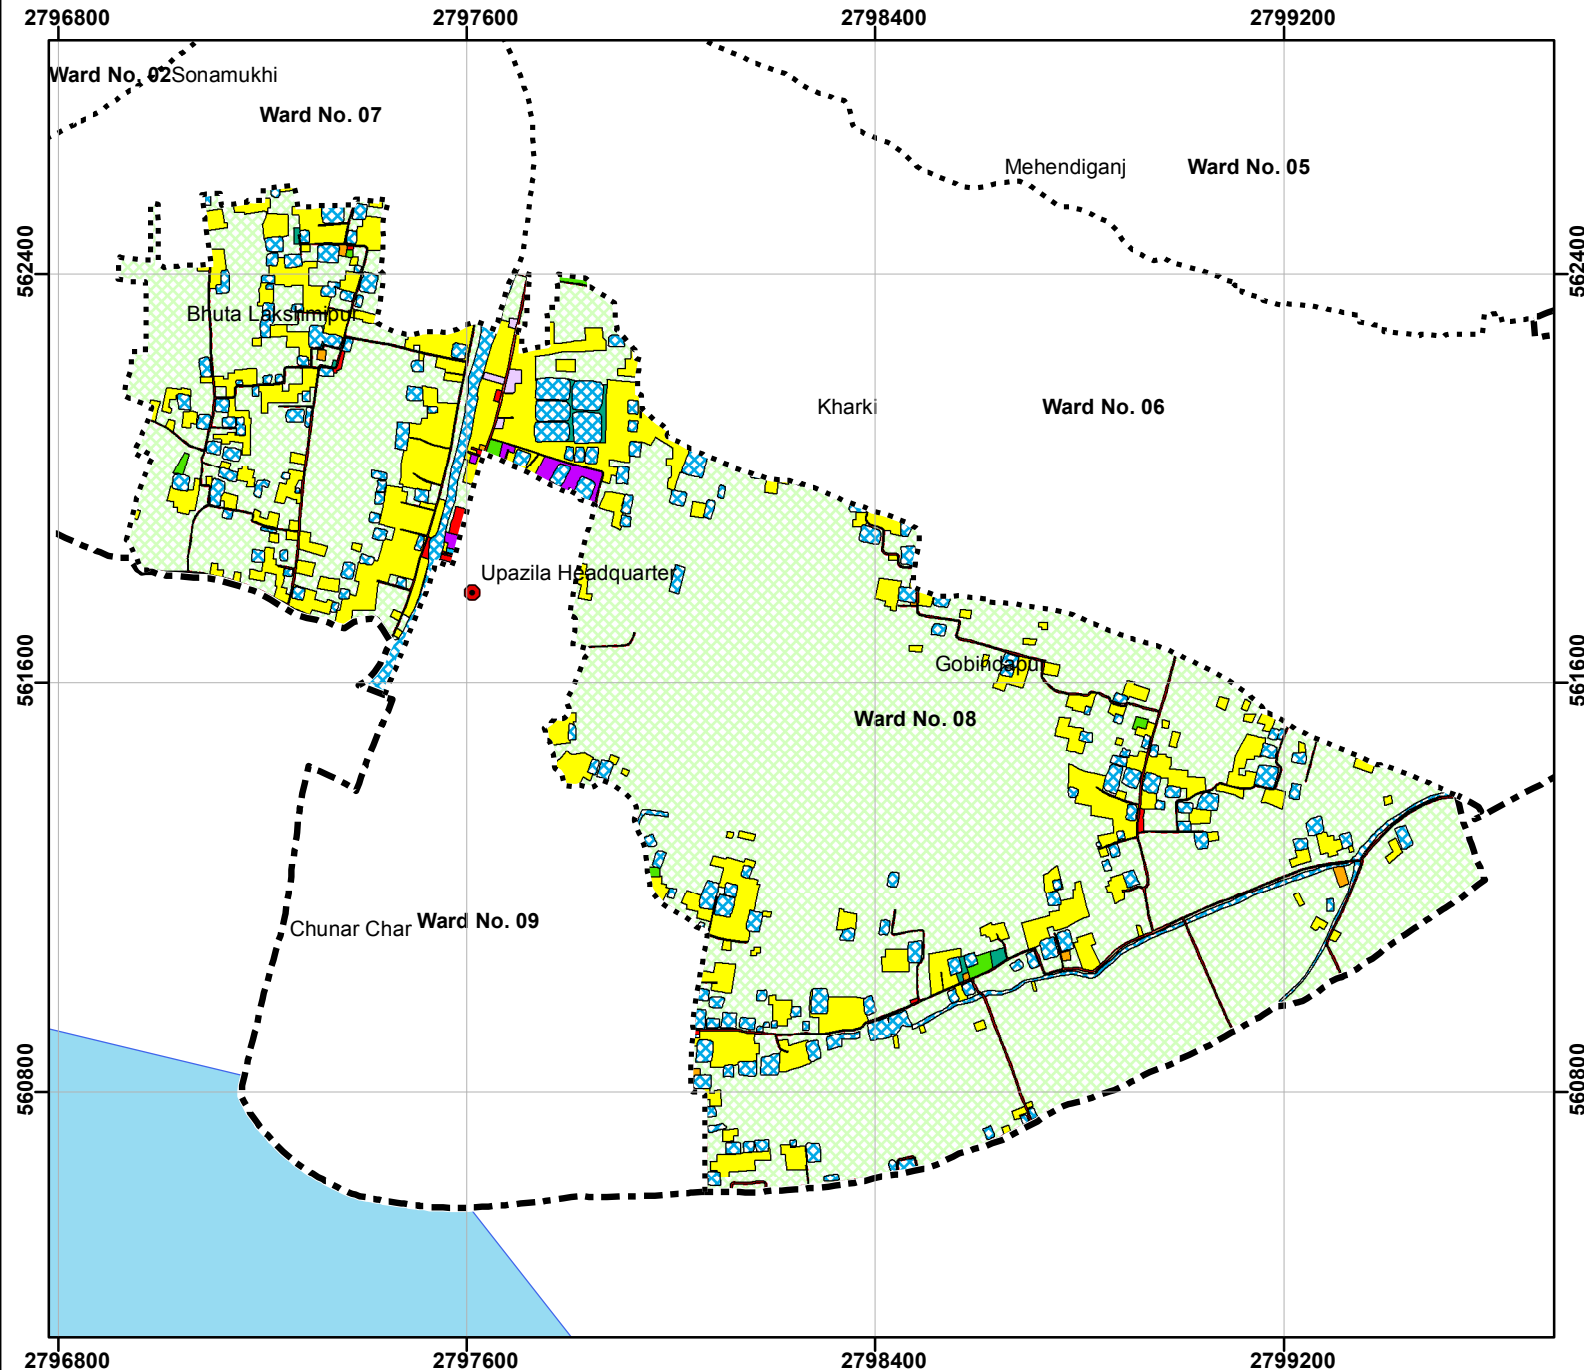 2796800 2797600 2798400 2799200
Ward No. 02 Sonamukhi
Ward No. 07
Mehendiganj Ward No. 05
562400 562400
Bhuta Lakshmipur
Kharki Ward No. 06
Upazila Headquarter
Gobindapur
561600 561600
Ward No. 08
Chunar Char Ward No. 09
560800 560800
2796800 2797600 2798400 2799200